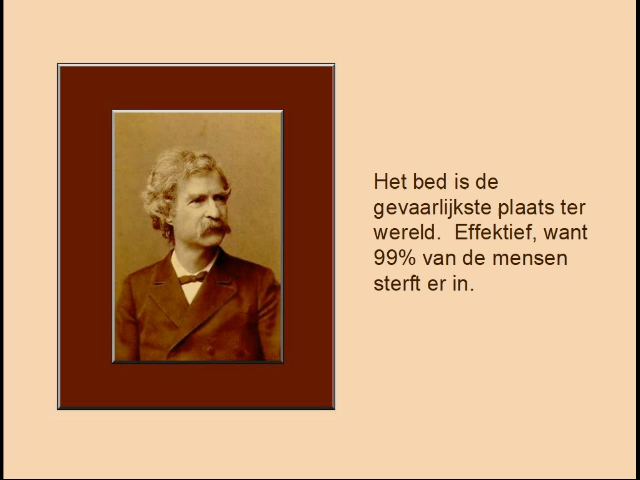 Het bed is de
gevaarlijkste plaats ter
wereld.  Effektief, want
99% van de mensen
sterft er in.